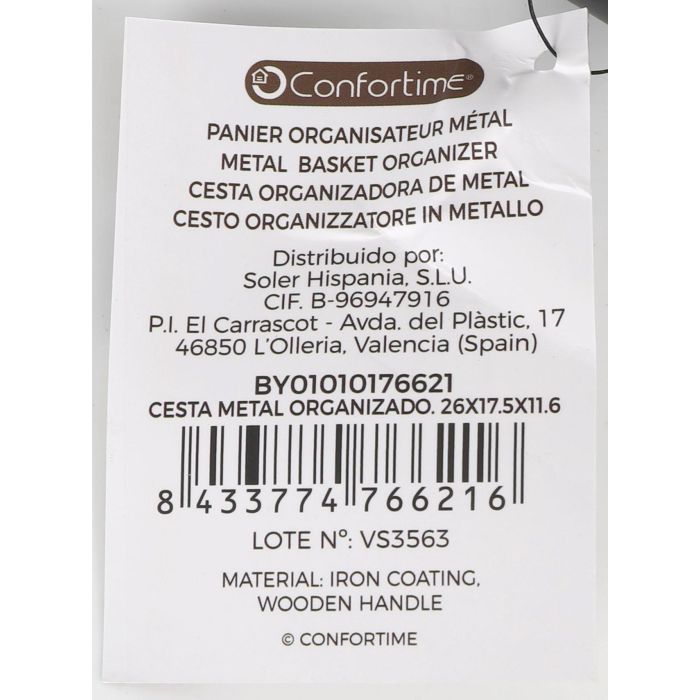 Confortime®
PANIER ORGANISATEUR MÉTAL
METAL BASKET ORGANIZER
CESTA ORGANIZADORA DE METAL
CESTO ORGANIZZATORE IN METALLO
Distribuido por:
Soler Hispania, S.L.U.
CIF. B-96947916
P.I. El Carrascot - Avda. del Plàstic, 17
46850 L'Olleria, Valencia (Spain)
BY01010176621
CESTA METAL ORGANIZADO. 26X17.5X11.6
8 433774 766216
LOTE Nº: VS3563
MATERIAL: IRON COATING,
WOODEN HANDLE
© CONFORTIME